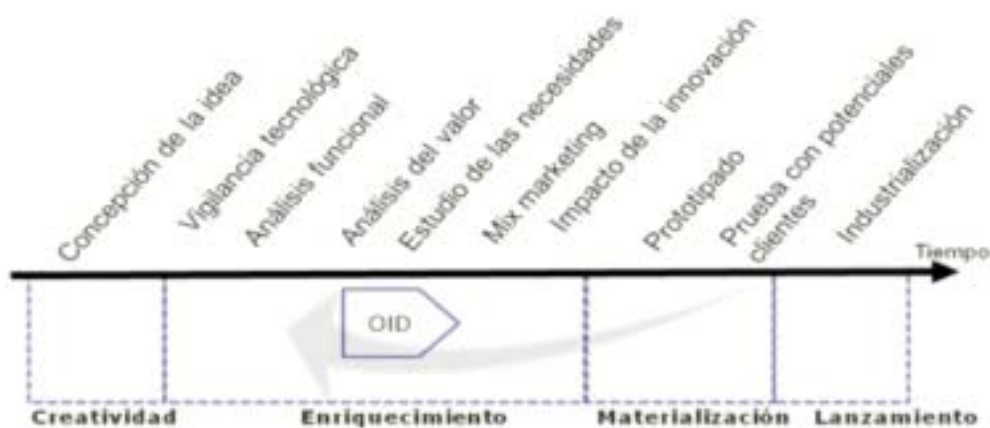 Concepción de la idea
Vigilancia tecnológica
Análisis funcional
Análisis del valor
Estudio de las necesidades
Mix marketing
Impacto de la innovación
Prototipado
Prueba con potenciales
clientes
Industrialización
Tiempo
OID
Creatividad
Enriquecimiento
Materialización
Lanzamiento